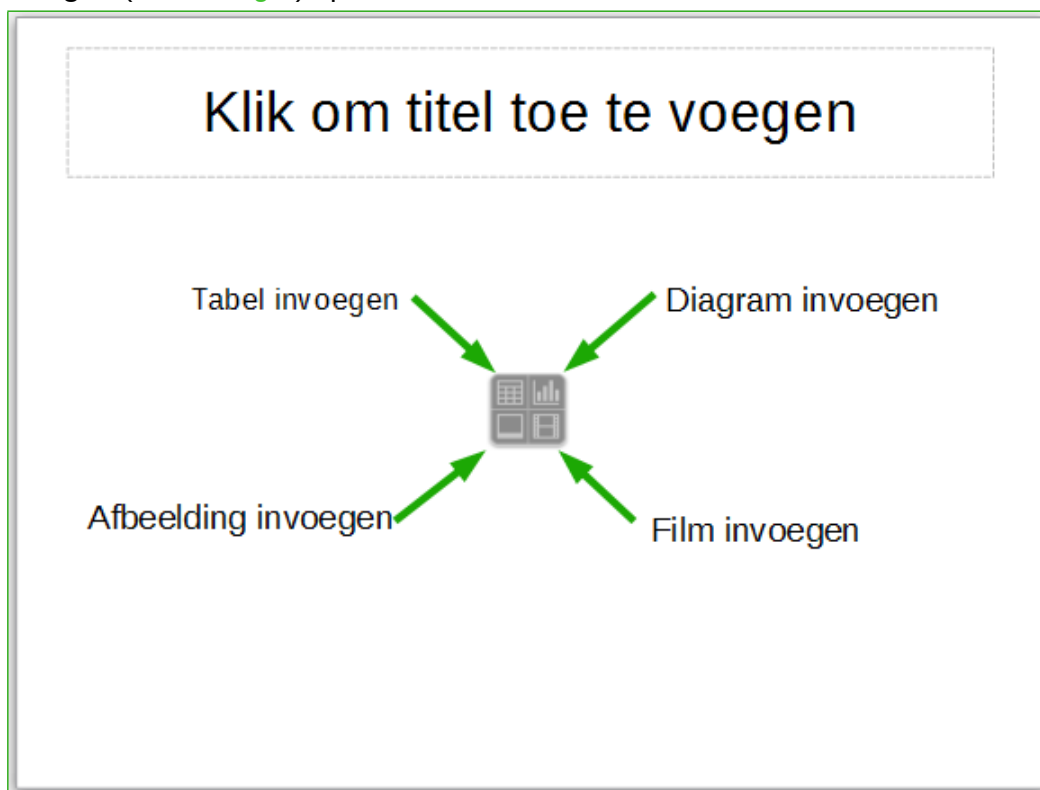 Klik om titel toe te voegen
Tabel invoegen
Diagram invoegen
Afbeelding invoegen
Film invoegen